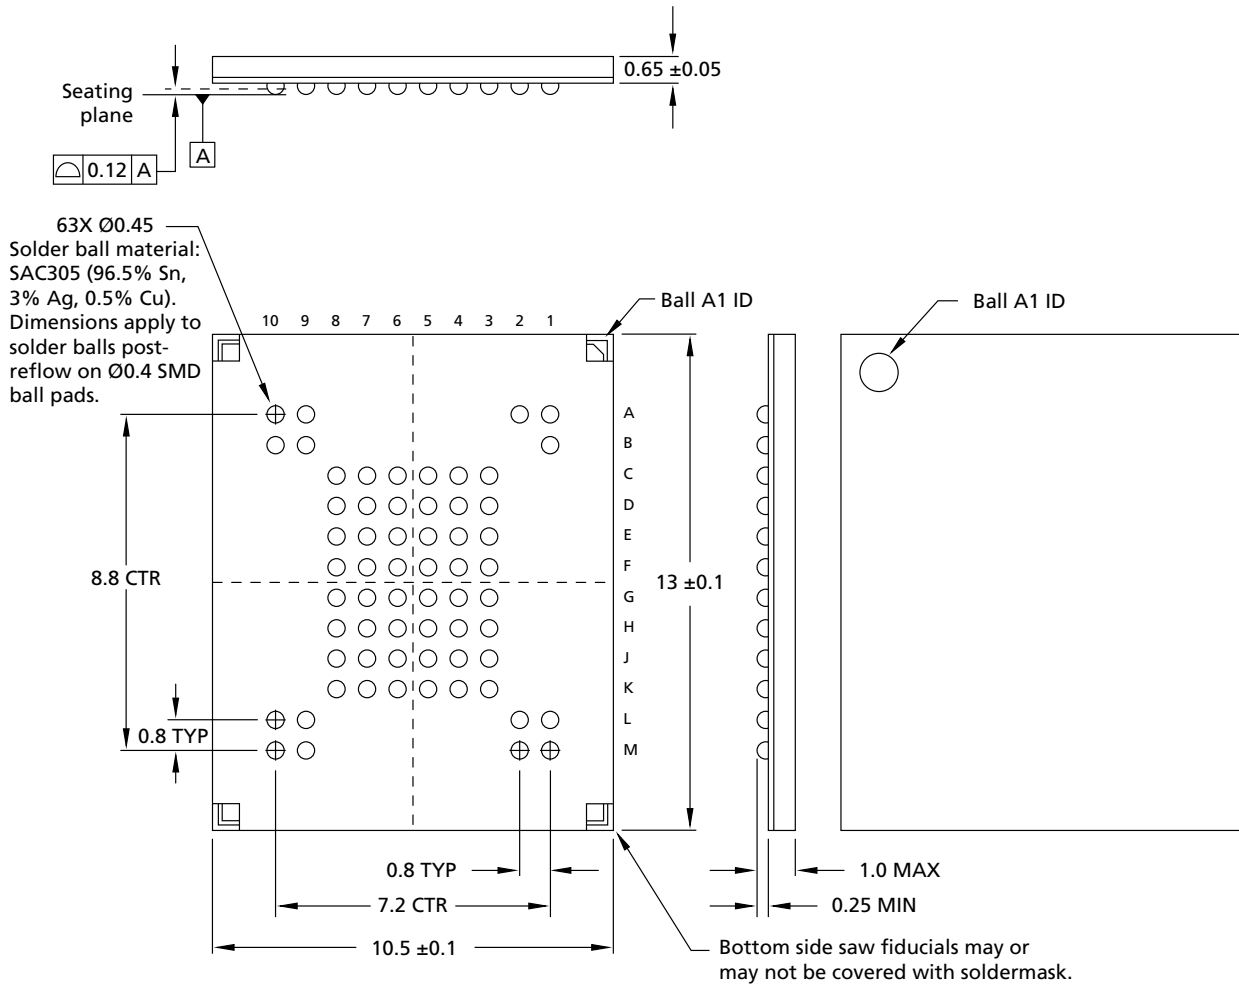 0.65 ±0.05
Seating
plane
0.12 A
A
63X Ø0.45
Solder ball material:
SAC305 (96.5% Sn,
3% Ag, 0.5% Cu).
Dimensions apply to
solder balls post-
reflow on Ø0.4 SMD
ball pads.
10 9 8 7 6 5 4 3 2 1
Ball A1 ID
Ball A1 ID
A
B
C
D
E
F
G
H
J
K
L
M
8.8 CTR
13 ±0.1
0.8 TYP
0.8 TYP
1.0 MAX
7.2 CTR
0.25 MIN
10.5 ±0.1
Bottom side saw fiducials may or
may not be covered with soldermask.